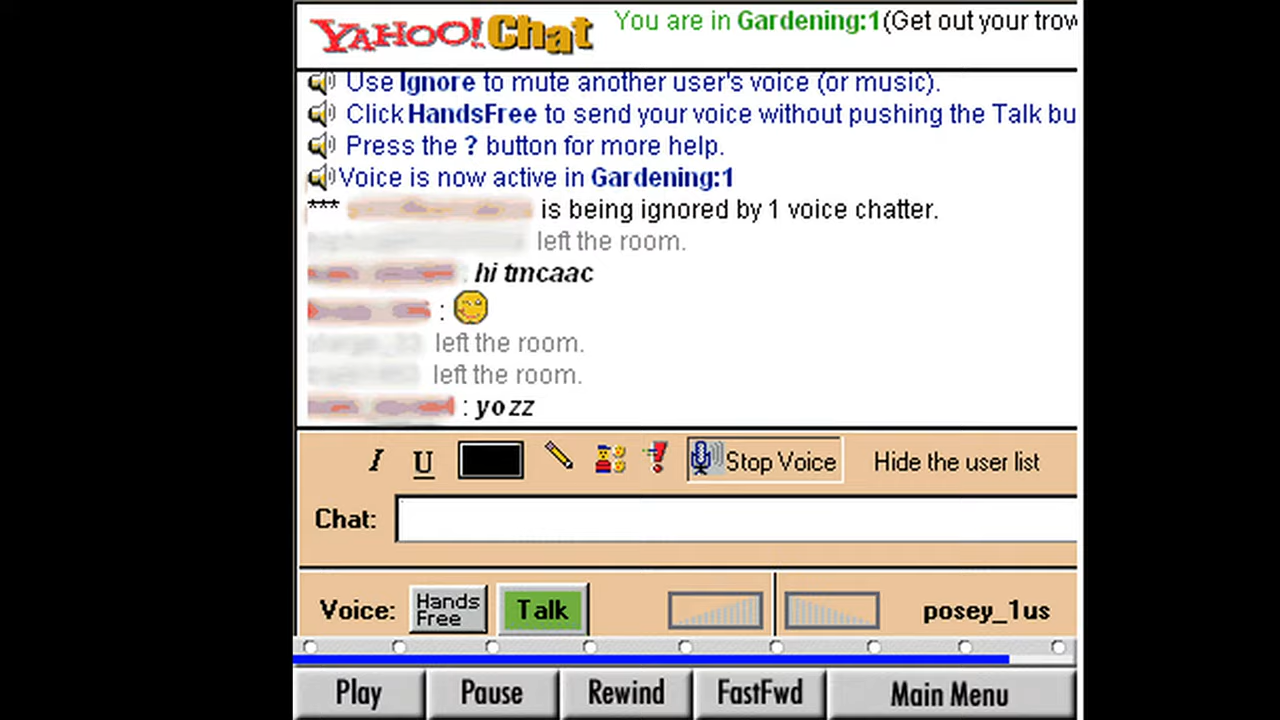 YAHOO! Chat
You are in Gardening:1(Get out your trow
Use Ignore to mute another user's voice (or music).
Click HandsFree to send your voice without pushing the Talk bu
Press the ? button for more help.
Voice is now active in Gardening:1
*** is being ignored by 1 voice chatter.
left the room.
: hi tmcaac
:
left the room.
left the room.
: yo zz
I U Stop Voice Hide the user list
Chat:
Voice: Hands Free Talk posey_1us
Play Pause Rewind FastFwd Main Menu